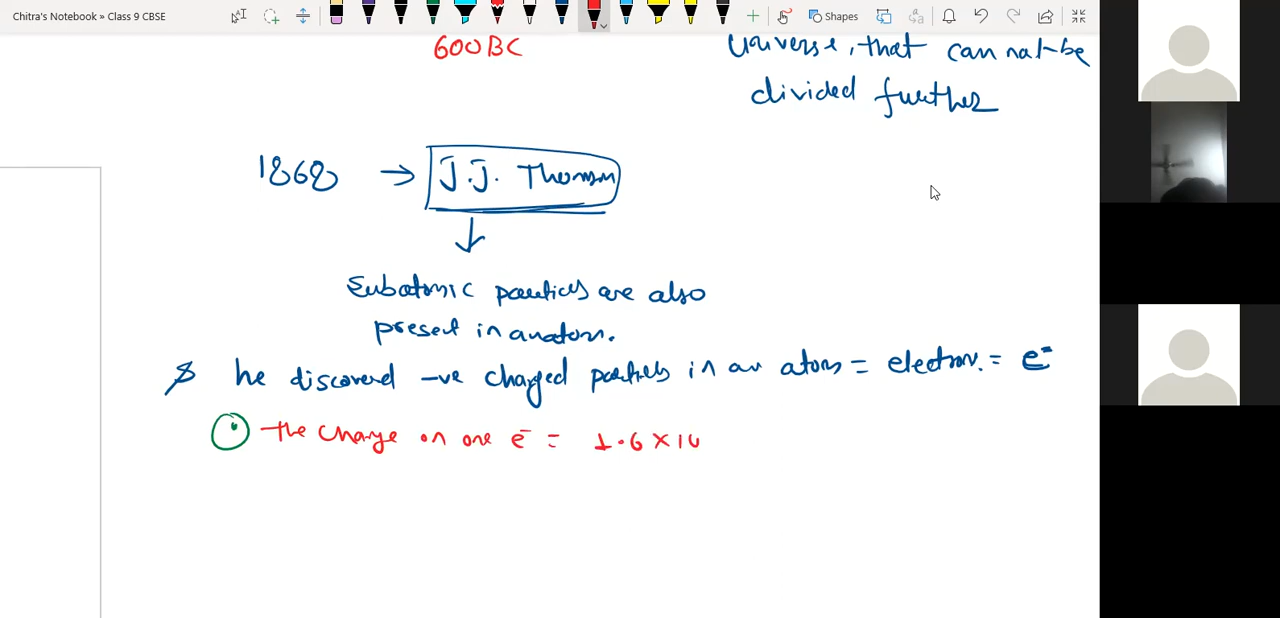 Chitra's Notebook » Class 9 CBSE
Shapes
600BC
Universe, that can not be
divided further
1868 → J.J. Thomson
Subatomic particles are also
present in an atom.
he discovered -ve charged particles in an atom = electron. = e⁻
the charge on one e⁻ = 1.6 × 10